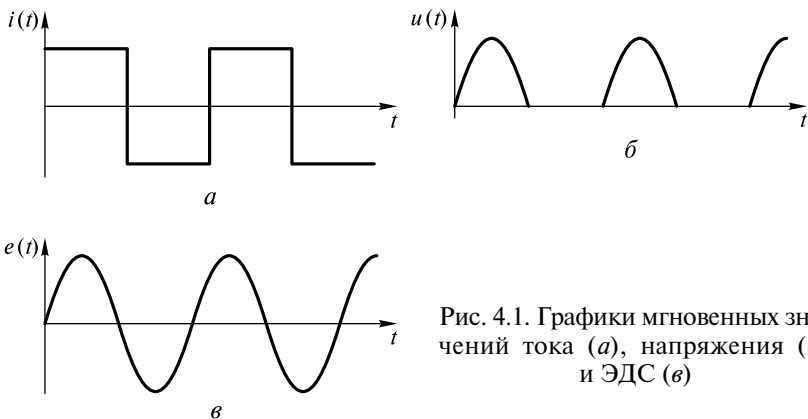 i(t)
t
а
u(t)
t
б
e(t)
t
в
Рис. 4.1. Графики мгновенных зн
чений тока (а), напряжения (
и ЭДС (в)